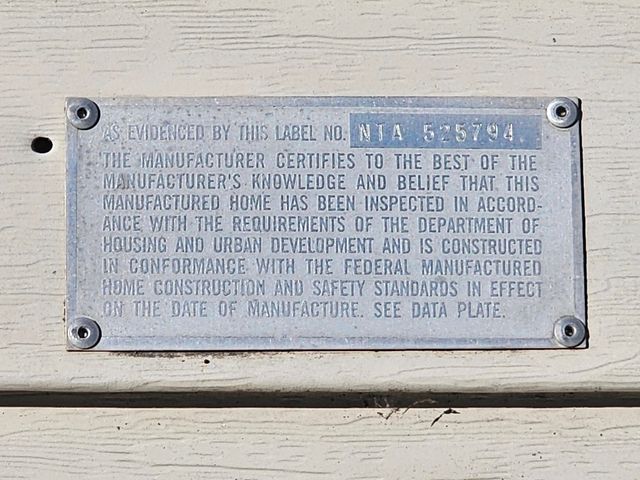 AS EVIDENCED BY THIS LABEL NO. NTA 525794.
THE MANUFACTURER CERTIFIES TO THE BEST OF THE
MANUFACTURER'S KNOWLEDGE AND BELIEF THAT THIS
MANUFACTURED HOME HAS BEEN INSPECTED IN ACCORD-
ANCE WITH THE REQUIREMENTS OF THE DEPARTMENT OF
HOUSING AND URBAN DEVELOPMENT AND IS CONSTRUCTED
IN CONFORMANCE WITH THE FEDERAL MANUFACTURED
HOME CONSTRUCTION AND SAFETY STANDARDS IN EFFECT
ON THE DATE OF MANUFACTURE. SEE DATA PLATE.